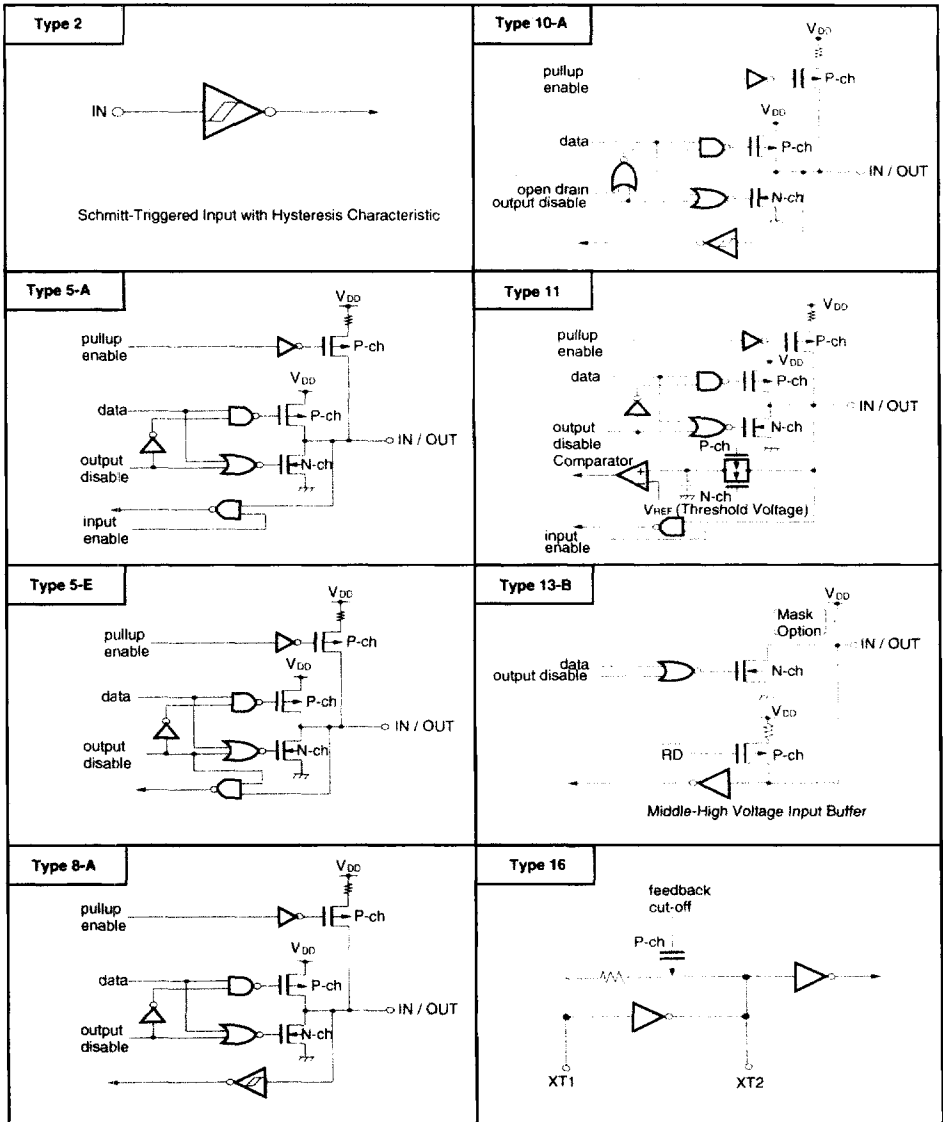 Type 2
IN
Schmitt-Triggered Input with Hysteresis Characteristic
Type 10-A
VDD
pullup
enable
P-ch
VDD
data
P-ch
IN / OUT
open drain
output disable
N-ch
Type 5-A
VDD
pullup
enable
P-ch
VDD
data
P-ch
IN / OUT
output
disable
N-ch
input
enable
Type 11
VDD
pullup
enable
P-ch
VDD
data
P-ch
IN / OUT
output
disable
N-ch
P-ch
Comparator
+
-
N-ch
VREF (Threshold Voltage)
input
enable
Type 5-E
VDD
pullup
enable
P-ch
VDD
data
P-ch
IN / OUT
output
disable
N-ch
Type 13-B
VDD
Mask
Option
IN / OUT
data
output disable
N-ch
VDD
RD
P-ch
Middle-High Voltage Input Buffer
Type 8-A
VDD
pullup
enable
P-ch
VDD
data
P-ch
IN / OUT
output
disable
N-ch
Type 16
feedback
cut-off
P-ch
XT1
XT2